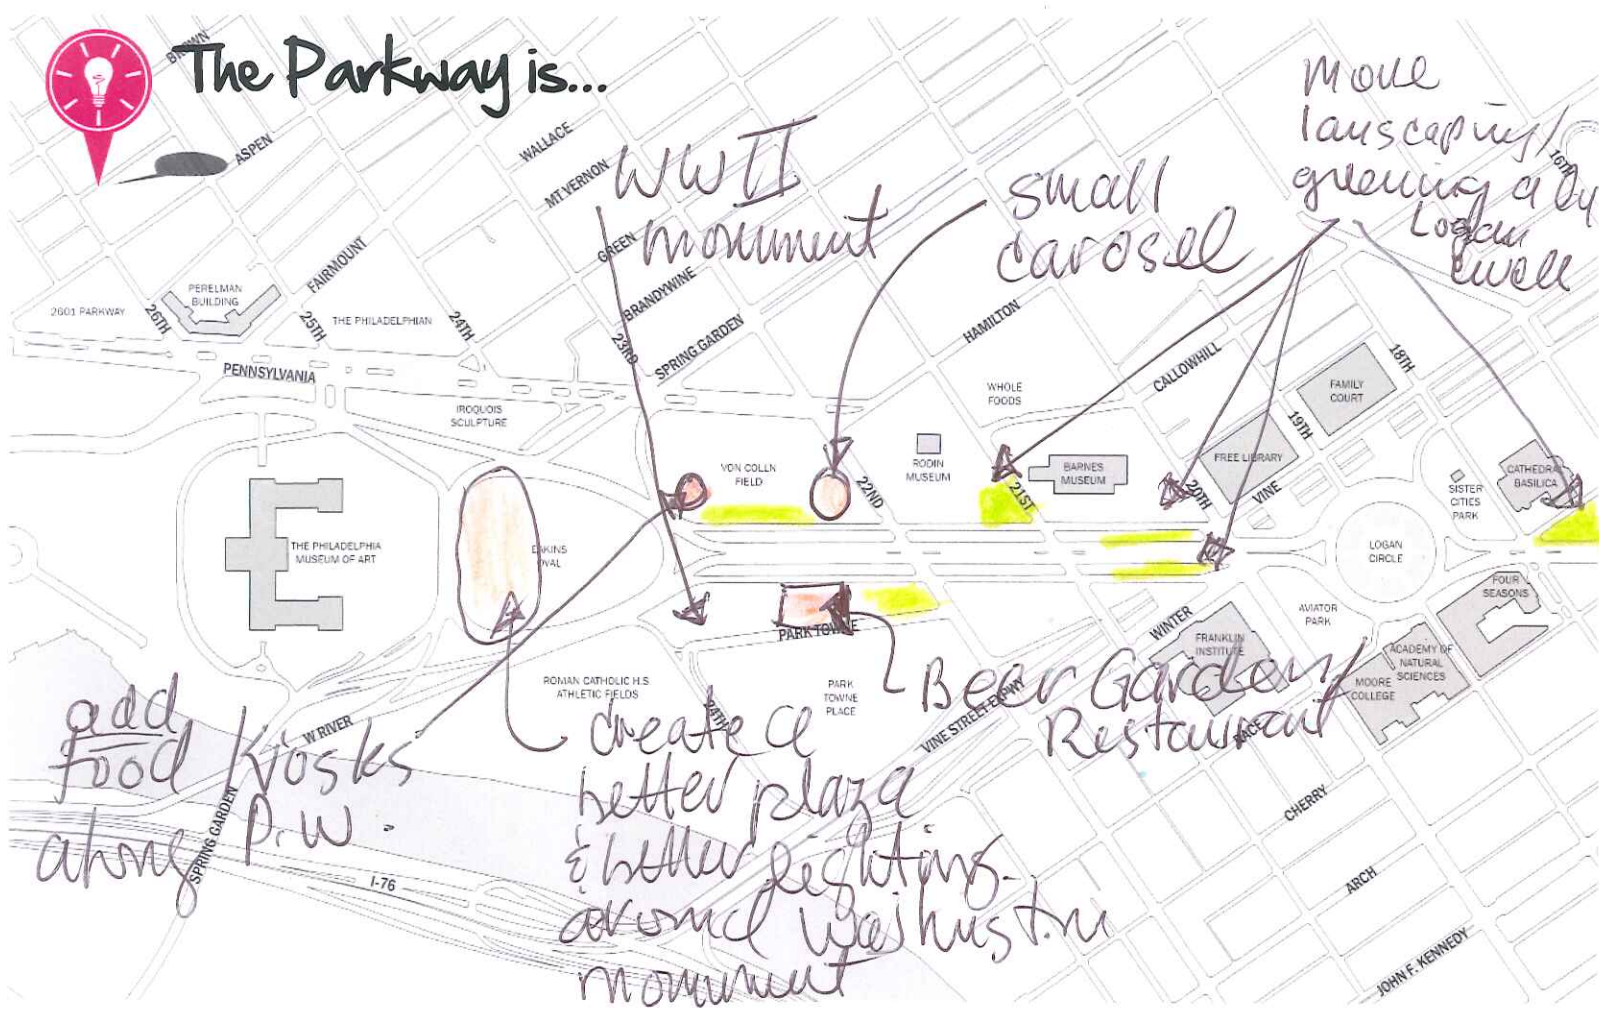 The Parkway is...
BROWN
ASPEN
WALLACE
MT VERNON
GREEN
BRANDYWINE
SPRING GARDEN
FAIRMOUNT
HAMILTON
CALLOWHILL
16TH
18TH
19TH
20TH
21ST
22ND
23RD
24TH
25TH
26TH
WWII
monument
small
carosel
More
lanscaping/
greening
Logan
PERELMAN
BUILDING
2601 PARKWAY
THE PHILADELPHIAN
PENNSYLVANIA
IROQUOIS
SCULPTURE
WHOLE
FOODS
FAMILY
COURT
VON COLLN
FIELD
RODIN
MUSEUM
BARNES
MUSEUM
FREE LIBRARY
VINE
SISTER
CITIES
PARK
CATHEDRAL
BASILICA
THE PHILADELPHIA
MUSEUM OF ART
EAKINS
OVAL
LOGAN
CIRCLE
FOUR
SEASONS
PARK TOWNE
WINTER
AVIATOR
PARK
FRANKLIN
INSTITUTE
ACADEMY OF
NATURAL
SCIENCES
MOORE
COLLEGE
ROMAN CATHOLIC H.S
ATHLETIC FIELDS
PARK
TOWNE
PLACE
24TH
VINE STREET EXPWY
RACE
Beer Garden/
Restaurant
W RIVER
add
Food Kiosks
along P.W.
SPRING GARDEN
I-76
create a
better plaza
& better lighting
around Washington
monument
CHERRY
ARCH
JOHN F. KENNEDY